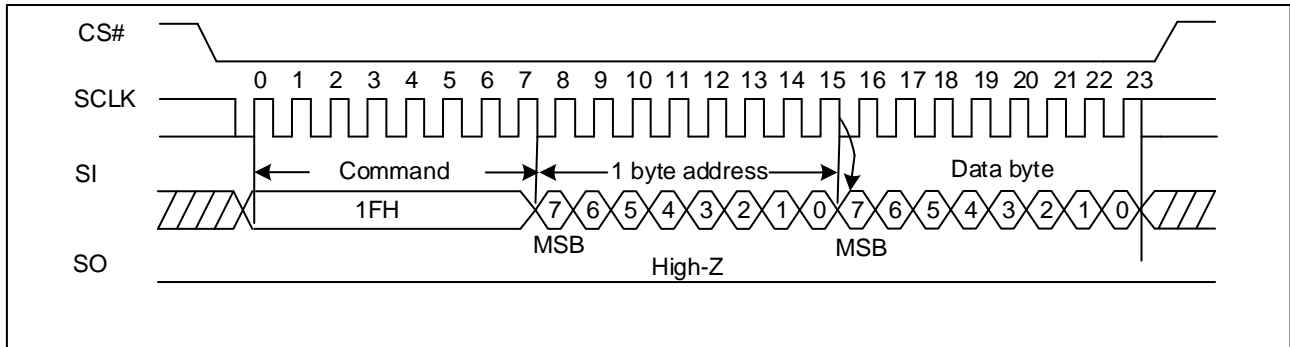 CS#
0 1 2 3 4 5 6 7 8 9 10 11 12 13 14 15 16 17 18 19 20 21 22 23
SCLK
SI Command 1 byte address Data byte
1FH 7 6 5 4 3 2 1 0 7 6 5 4 3 2 1 0
MSB MSB
SO High-Z